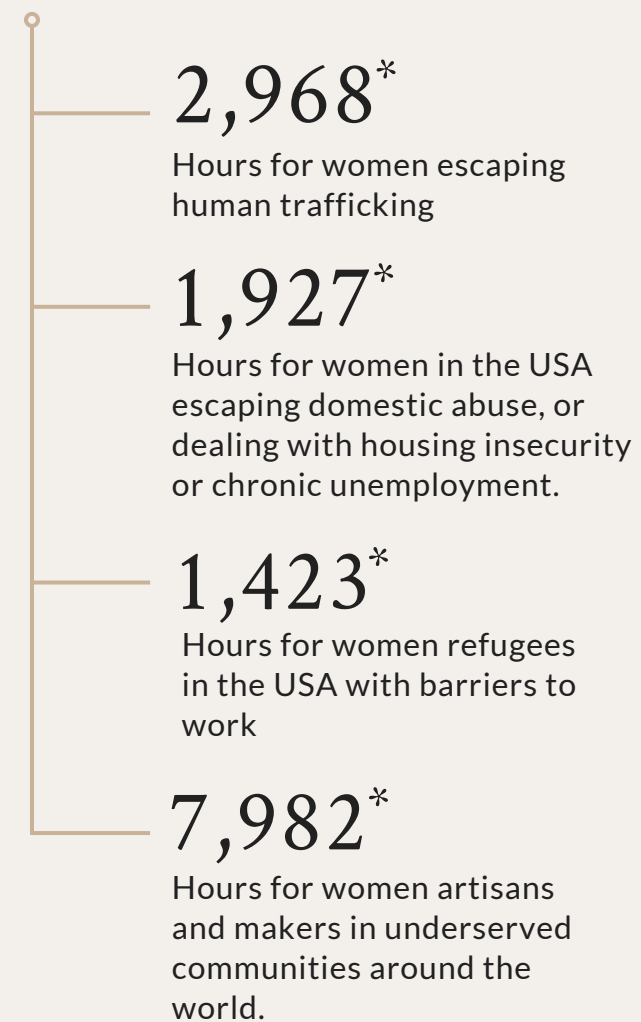 2,968*
Hours for women escaping
human trafficking
1,927*
Hours for women in the USA
escaping domestic abuse, or
dealing with housing insecurity
or chronic unemployment.
1,423*
Hours for women refugees
in the USA with barriers to
work
7,982*
Hours for women artisans
and makers in underserved
communities around the
world.